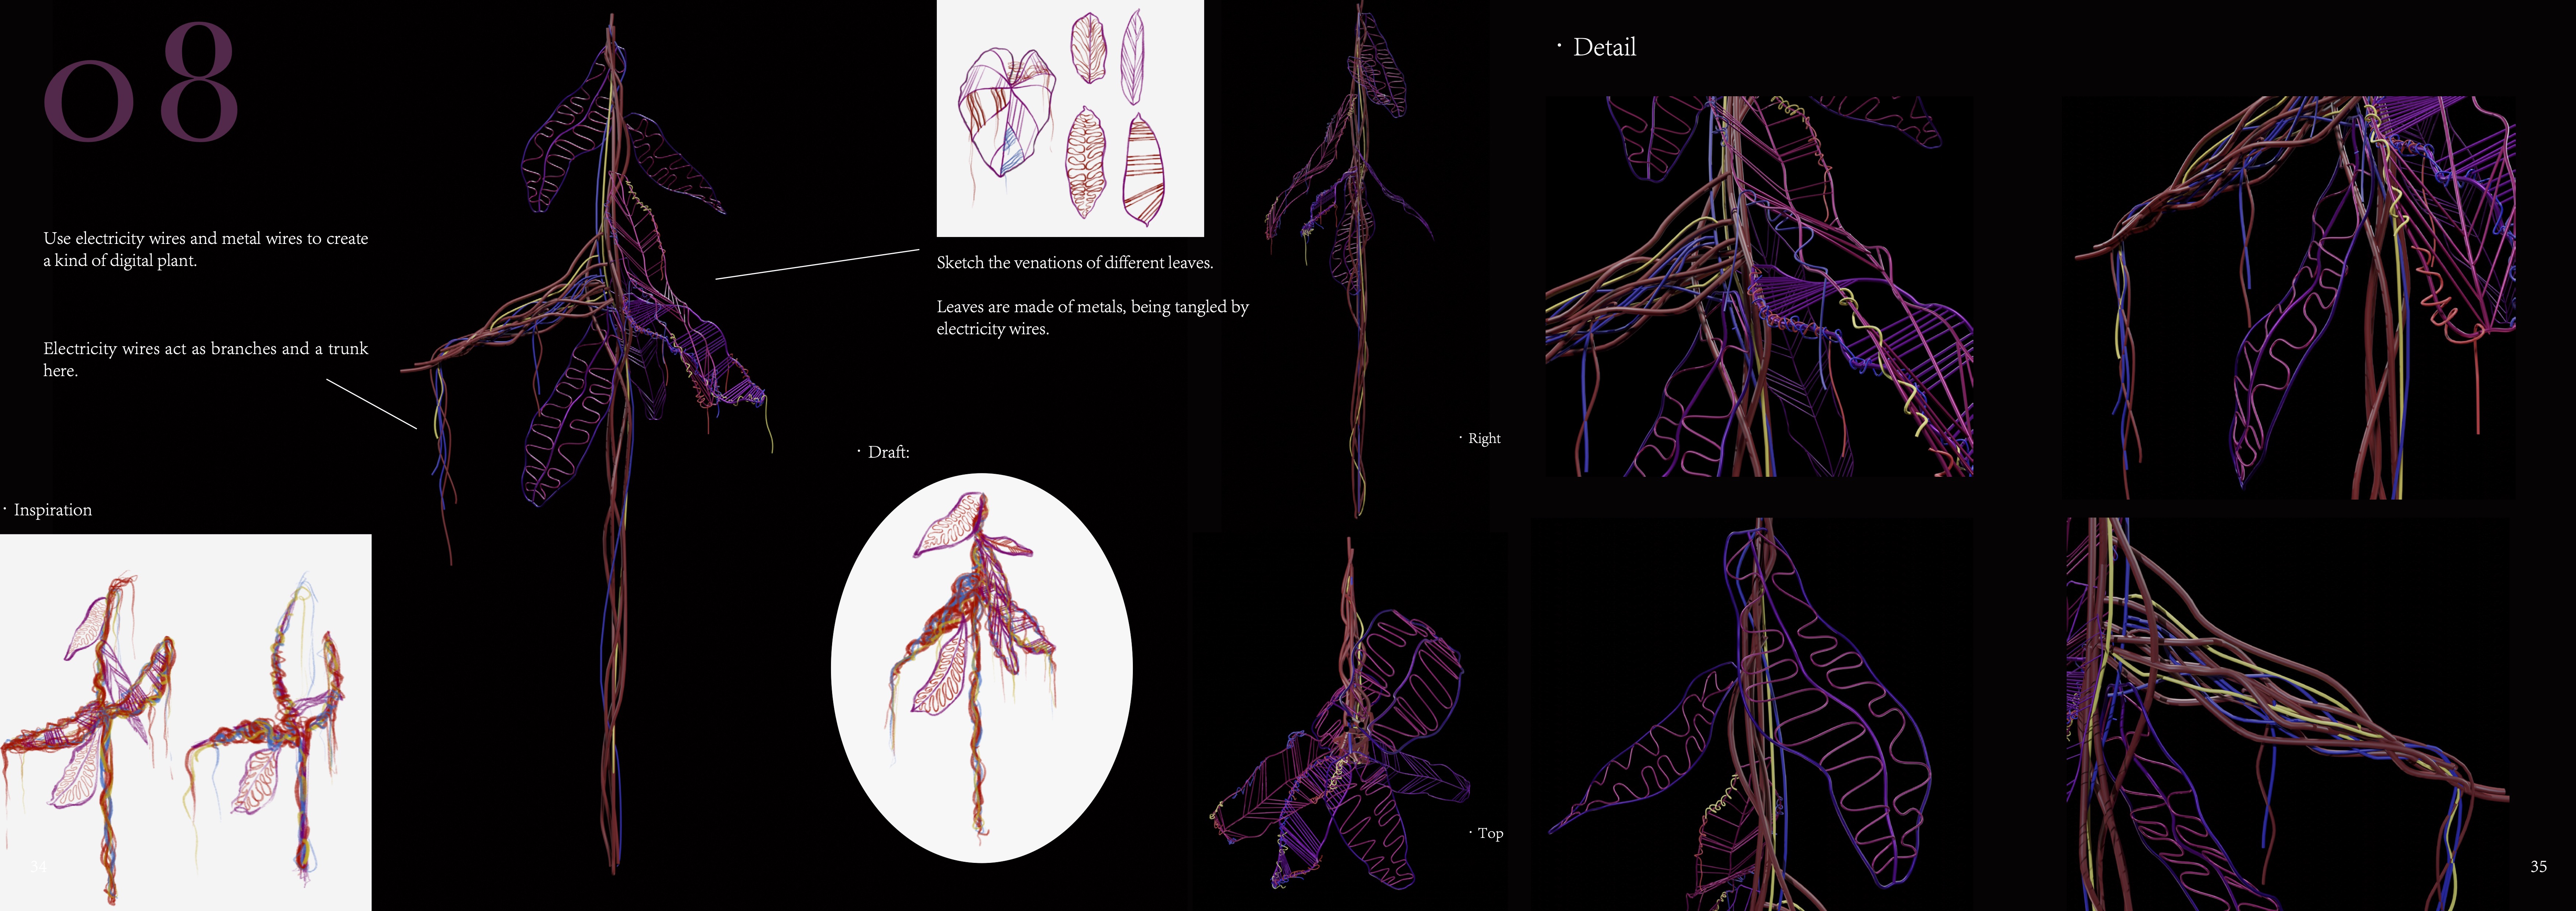 08
Use electricity wires and metal wires to create
a kind of digital plant.
Electricity wires act as branches and a trunk
here.
· Inspiration
34
Sketch the venations of different leaves.
Leaves are made of metals, being tangled by
electricity wires.
· Draft:
· Right
· Top
· Detail
35